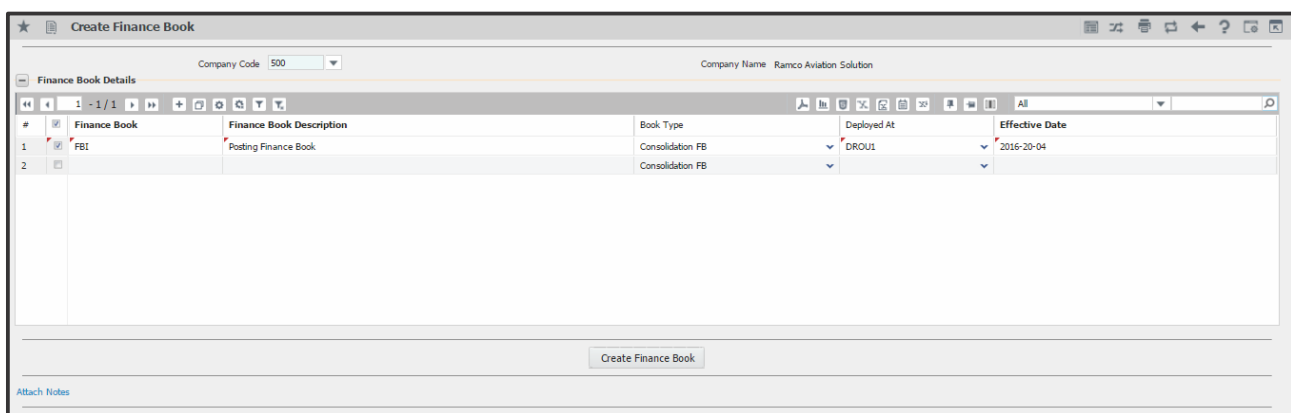 Create Finance Book
Company Code 500 Company Name Ramco Aviation Solution
Finance Book Details
1 - 1 / 1 All
# Finance Book Finance Book Description Book Type Deployed At Effective Date
1 FBI Posting Finance Book Consolidation FB DROU1 2016-20-04
2 Consolidation FB
Create Finance Book
Attach Notes